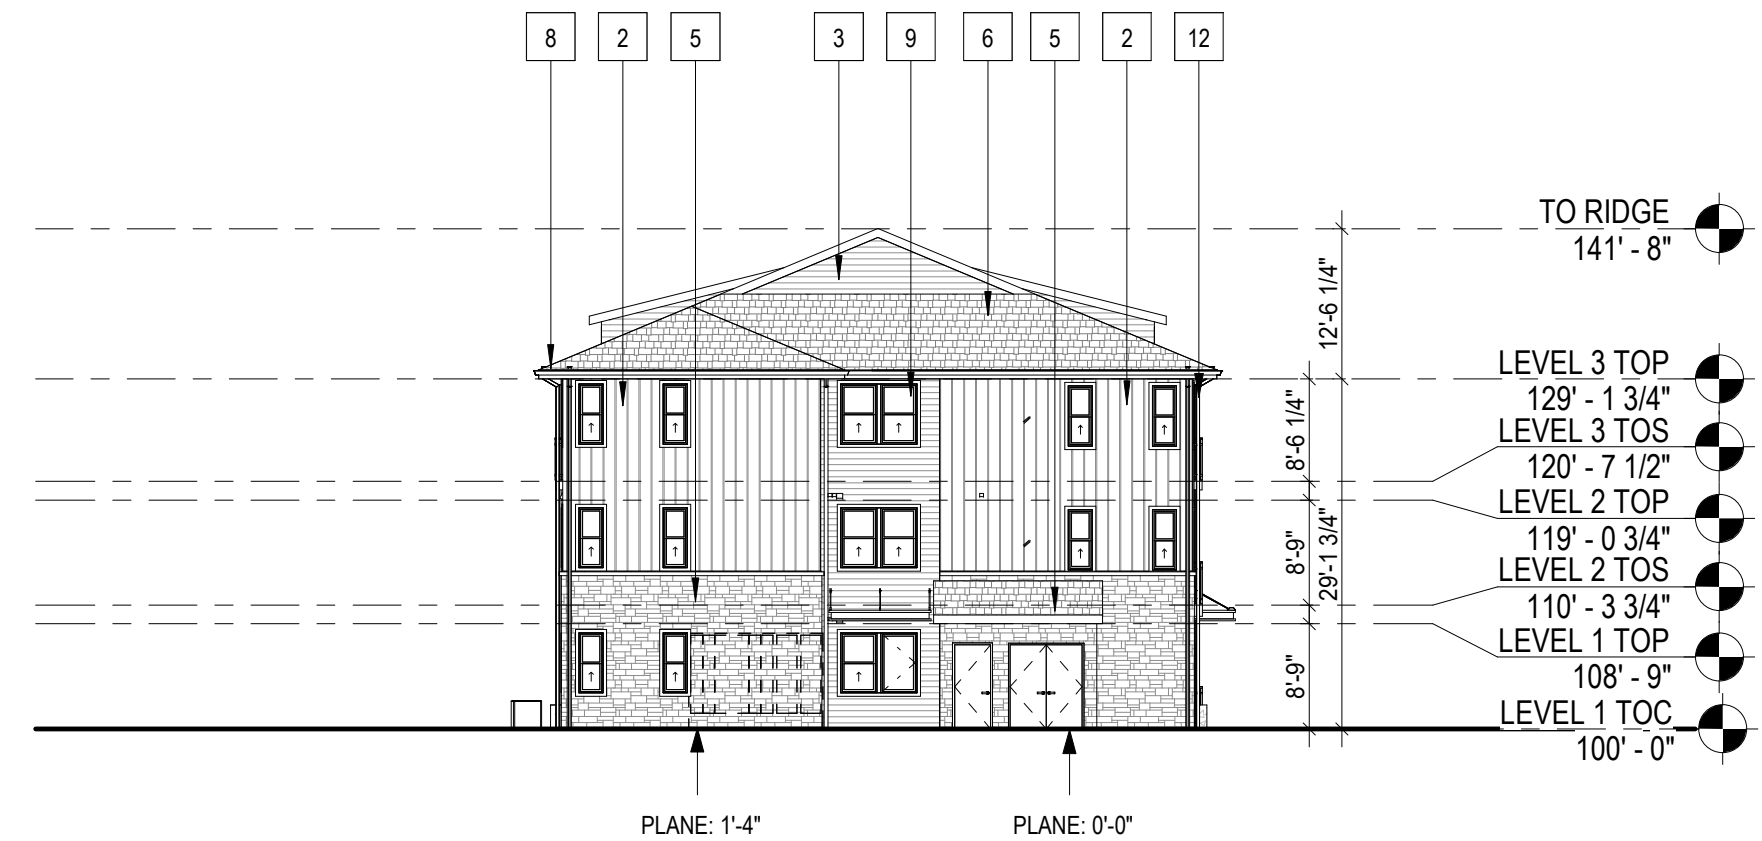 8
2
5
3
9
6
5
2
12
TO RIDGE
141' - 8"
12'-6 1/4"
LEVEL 3 TOP
129' - 1 3/4"
8'-6 1/4"
LEVEL 3 TOS
120' - 7 1/2"
LEVEL 2 TOP
119' - 0 3/4"
8'-9"
29'-1 3/4"
LEVEL 2 TOS
110' - 3 3/4"
LEVEL 1 TOP
108' - 9"
8'-9"
LEVEL 1 TOC
100' - 0"
PLANE: 1'-4"
PLANE: 0'-0"